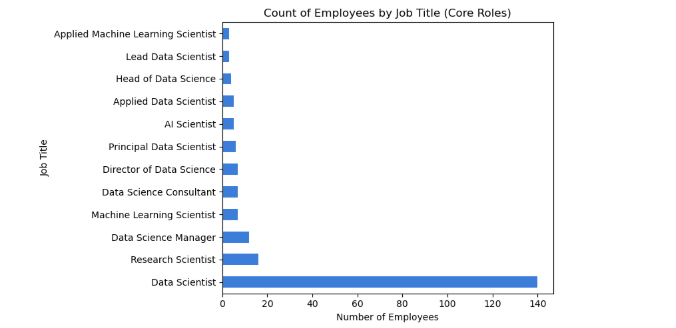 Count of Employees by Job Title (Core Roles)
Job Title
Applied Machine Learning Scientist
Lead Data Scientist
Head of Data Science
Applied Data Scientist
AI Scientist
Principal Data Scientist
Director of Data Science
Data Science Consultant
Machine Learning Scientist
Data Science Manager
Research Scientist
Data Scientist
0 20 40 60 80 100 120 140
Number of Employees